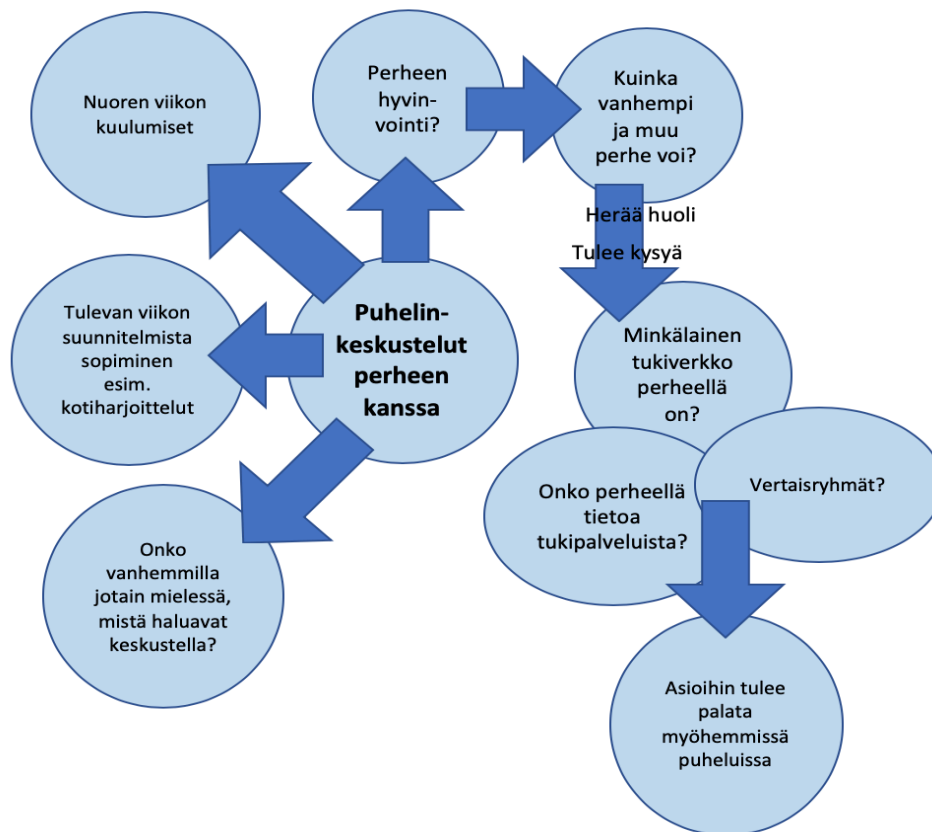 Nuoren viikon
kuulumiset
Perheen
hyvin-
vointi?
Kuinka
vanhempi
ja muu
perhe voi?
Herää huoli
Tulee kysyä
Puhelin-
keskustelut
perheen
kanssa
Tulevan viikon
suunnitelmista
sopiminen
esim.
kotiharjoittelut
Onko
vanhemmilla
jotain mielessä,
mistä haluavat
keskustella?
Minkälainen
tukiverkko
perheellä
on?
Onko perheellä
tietoa
tukipalveluista?
Vertaisryhmät?
Asioihin tulee
palata
myöhemmissä
puheluissa